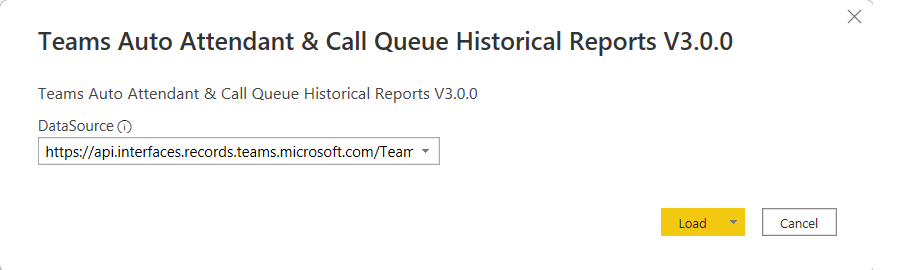 Teams Auto Attendant & Call Queue Historical Reports V3.0.0
Teams Auto Attendant & Call Queue Historical Reports V3.0.0
DataSource
https://api.interfaces.records.teams.microsoft.com/Team
Load
Cancel